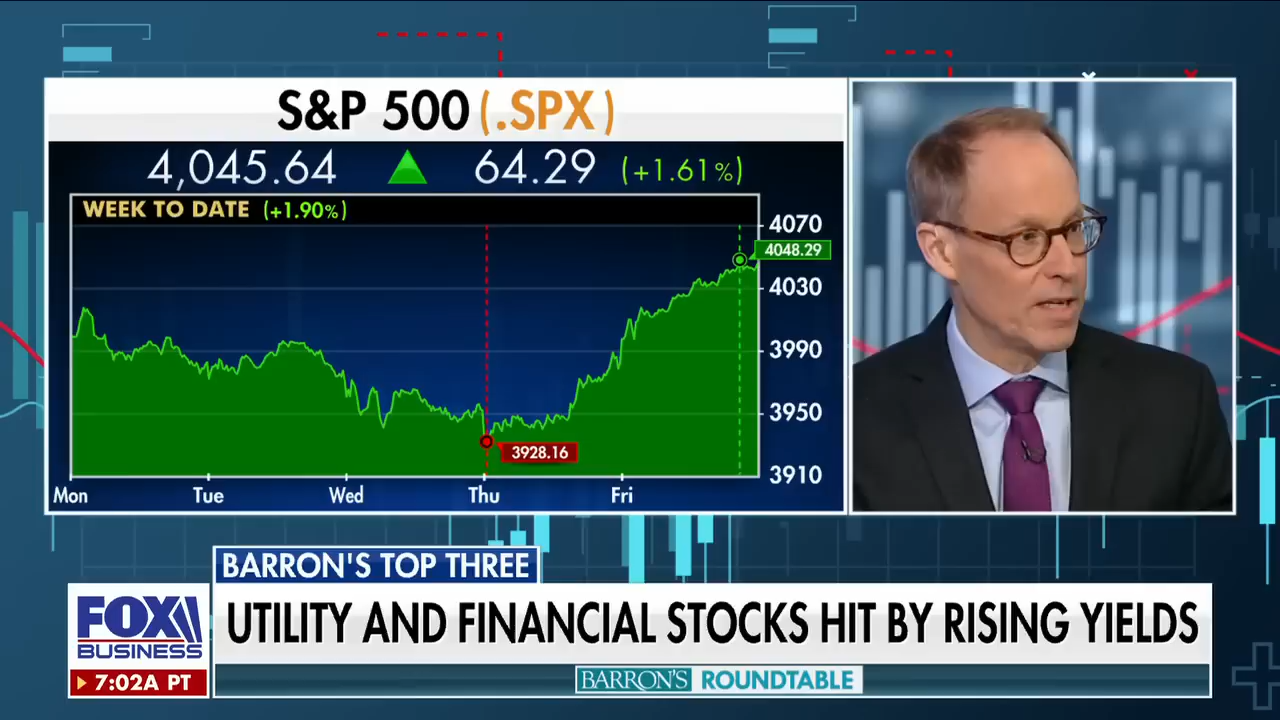 S&P 500 (.SPX)
4,045.64 ▲ 64.29 (+1.61%)
WEEK TO DATE (+1.90%)
4070
4048.29
4030
3990
3950
3928.16
3910
Mon Tue Wed Thu Fri
BARRON'S TOP THREE
UTILITY AND FINANCIAL STOCKS HIT BY RISING YIELDS
FOX
BUSINESS
7:02A PT
BARRON'S ROUNDTABLE